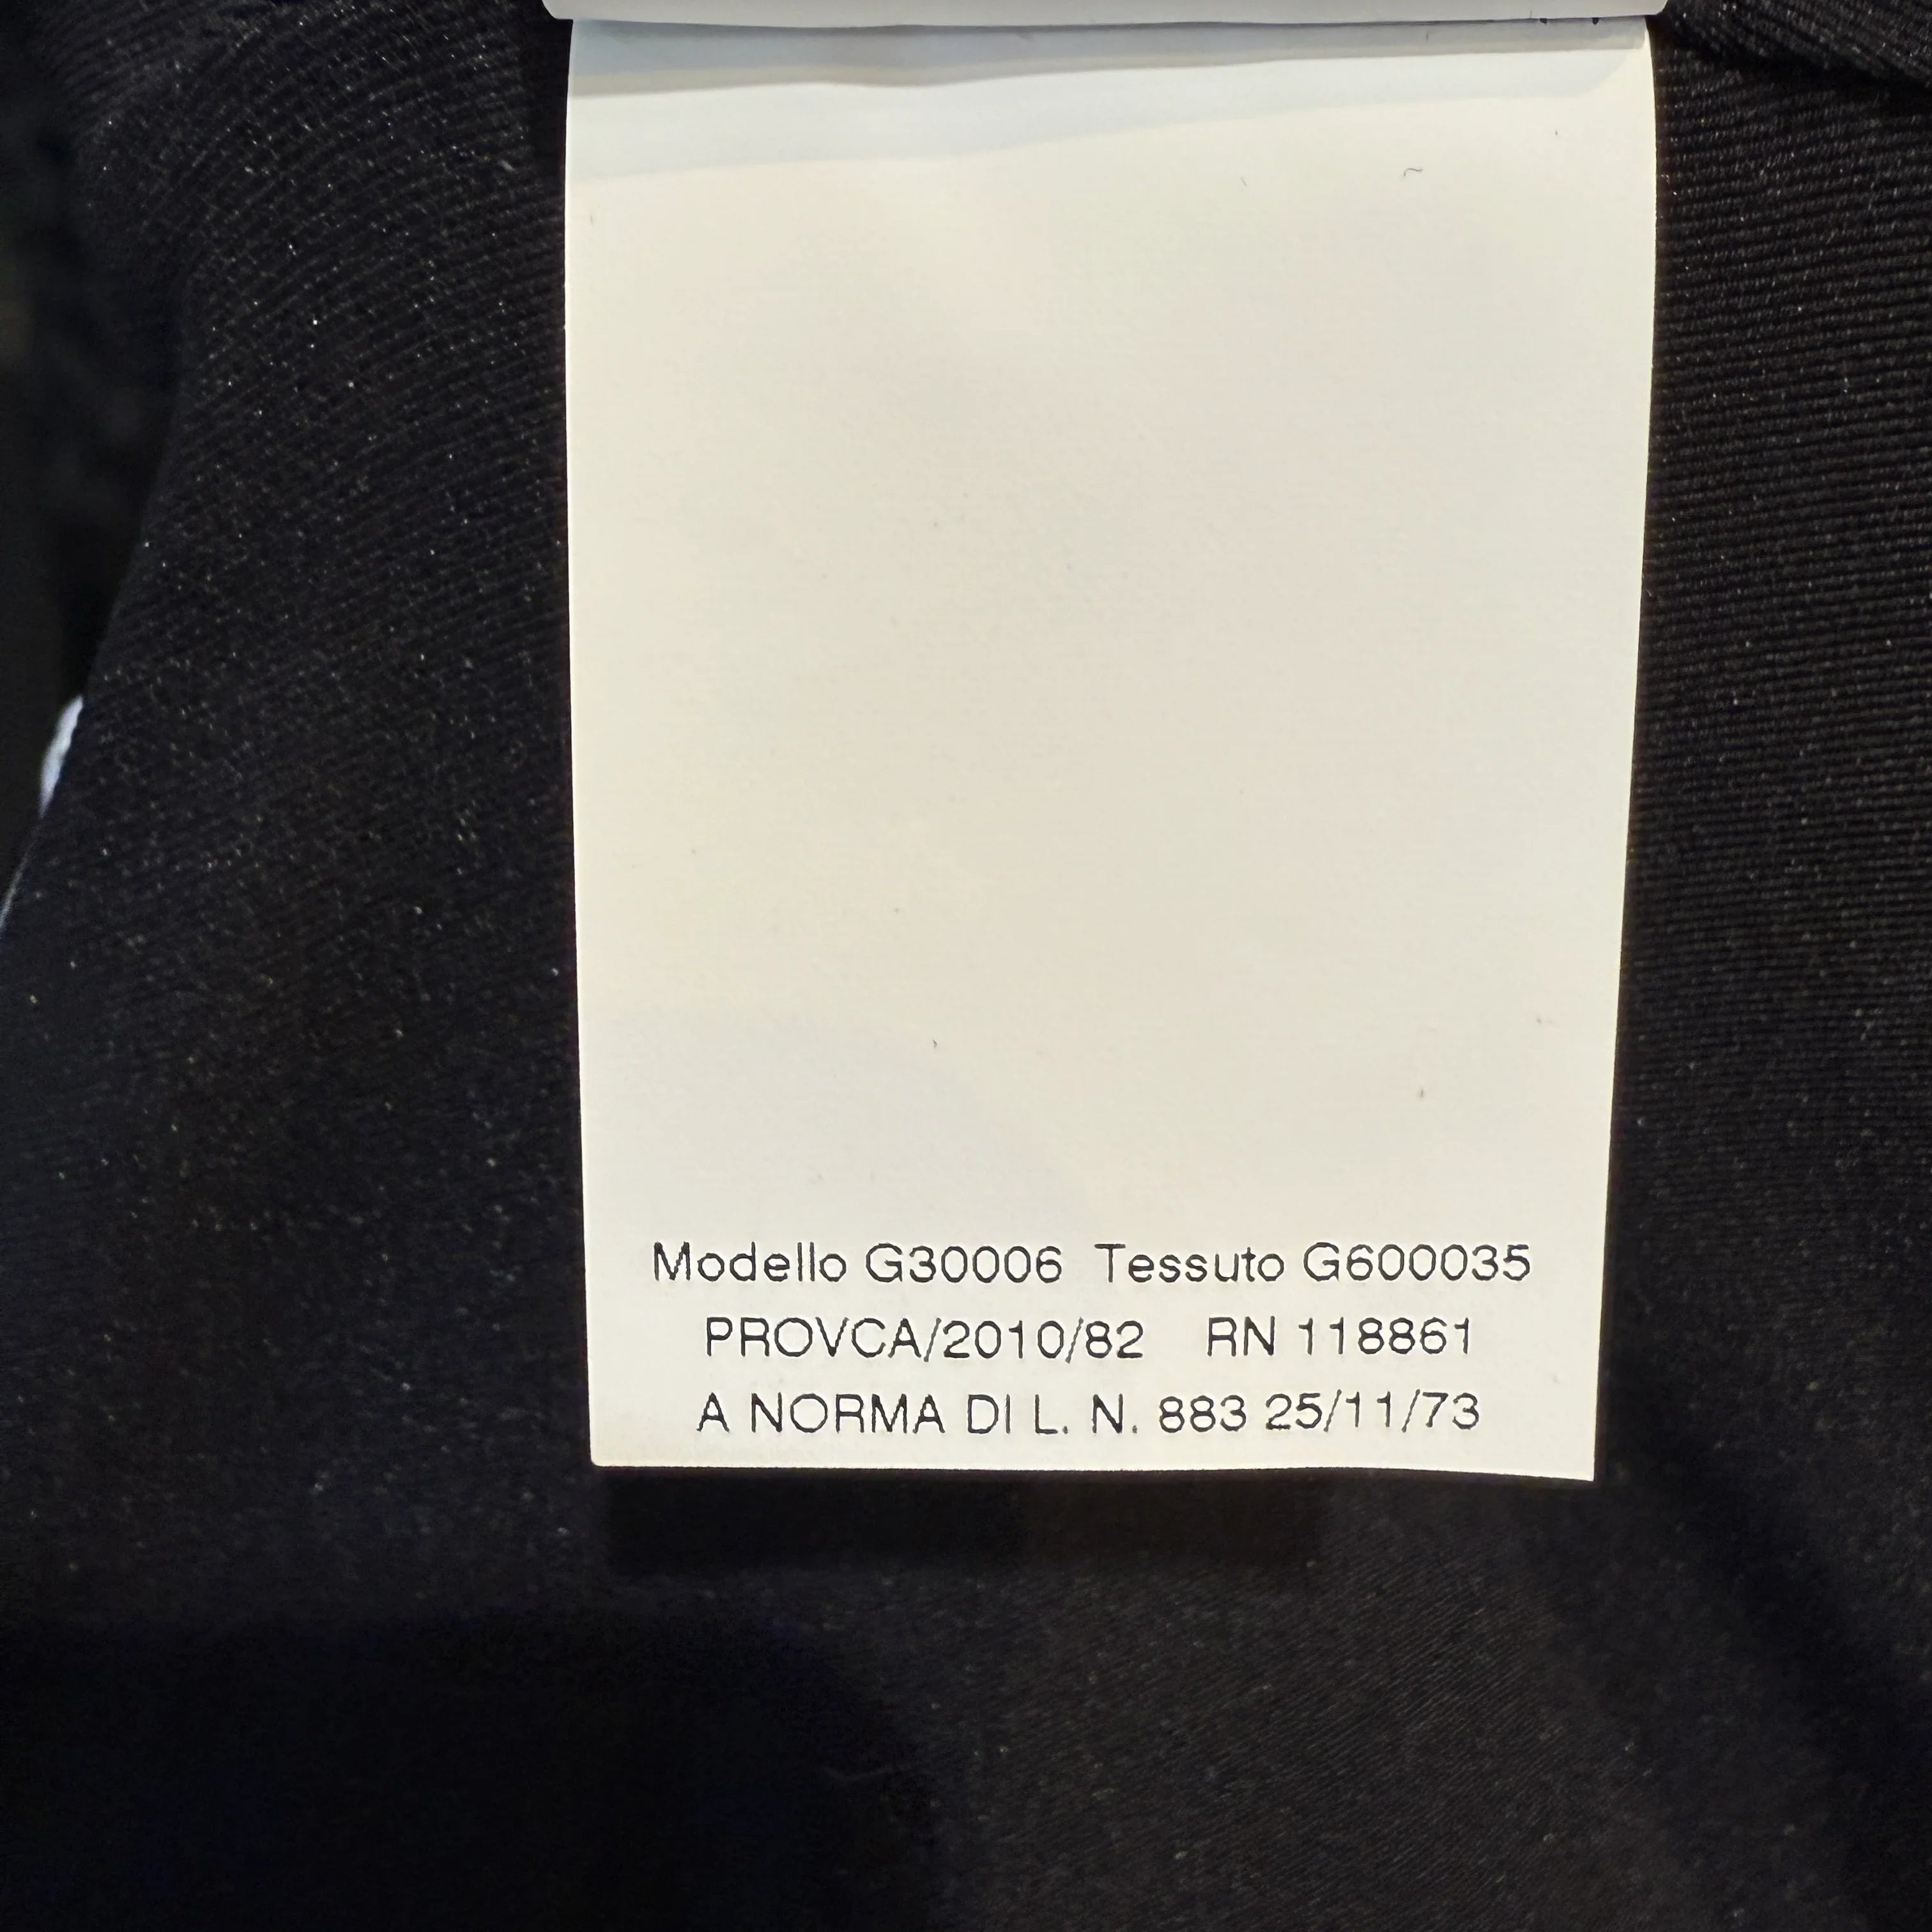 Modello G30006 Tessuto G600035
PROVCA/2010/82 RN 118861
A NORMA DI L. N. 883 25/11/73